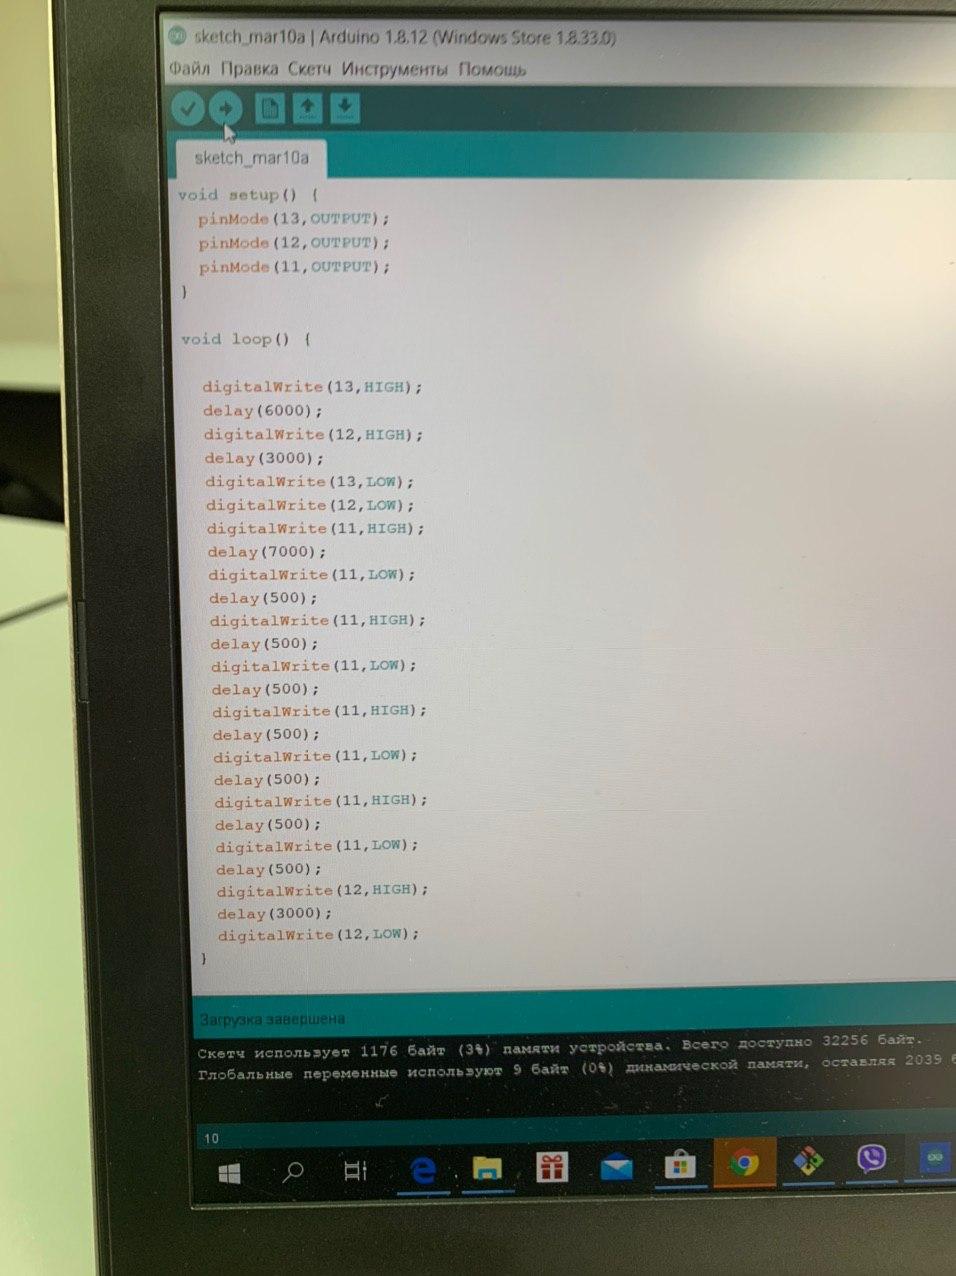 sketch_mar10a | Arduino 1.8.12 (Windows Store 1.8.33.0)
Файл Правка Скетч Инструменты Помощь
sketch_mar10a
void setup() {
pinMode(13,OUTPUT);
pinMode(12,OUTPUT);
pinMode(11,OUTPUT);
}
void loop() {
digitalWrite(13,HIGH);
delay(6000);
digitalWrite(12,HIGH);
delay(3000);
digitalWrite(13,LOW);
digitalWrite(12,LOW);
digitalWrite(11,HIGH);
delay(7000);
digitalWrite(11,LOW);
delay(500);
digitalWrite(11,HIGH);
delay(500);
digitalWrite(11,LOW);
delay(500);
digitalWrite(11,HIGH);
delay(500);
digitalWrite(11,LOW);
delay(500);
digitalWrite(11,HIGH);
delay(500);
digitalWrite(11,LOW);
delay(500);
digitalWrite(12,HIGH);
delay(3000);
digitalWrite(12,LOW);
}
Загрузка завершена
Скетч использует 1176 байт (3%) памяти устройства. Всего доступно 32256 байт.
Глобальные переменные используют 9 байт (0%) динамической памяти, оставляя 2039
10